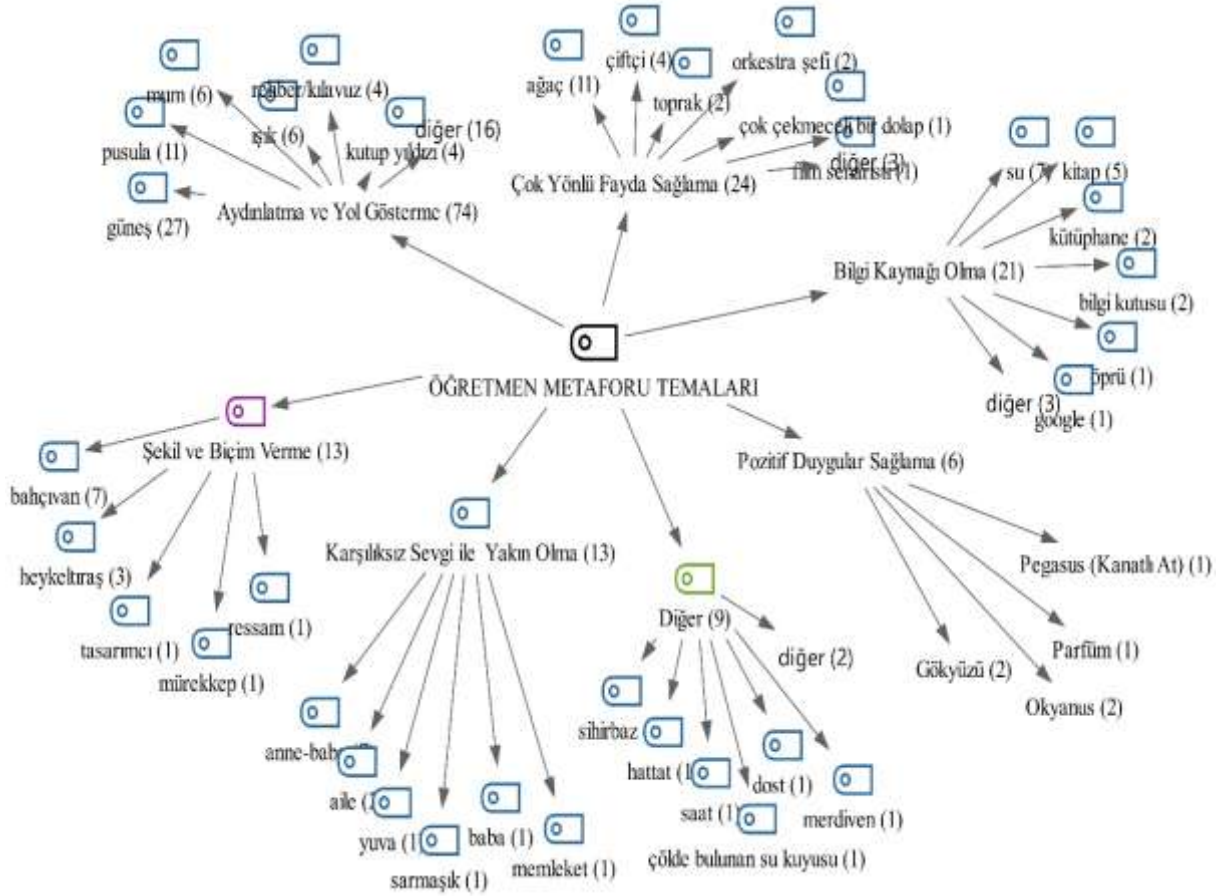 mum (6)
rehber/kılavuz (4)
ışık (6)
diğer (16)
pusula (11)
kutup yıldızı (4)
güneş (27)
Aydınlatma ve Yol Gösterme (74)
ağaç (11)
çiftçi (4)
orkestra şefi (2)
toprak (2)
çok çekmeceli bir dolap (1)
diğer (3)
(1)
Çok Yönlü Fayda Sağlama (24)
su (7)
kitap (5)
kütüphane (2)
Bilgi Kaynağı Olma (21)
bilgi kutusu (2)
(1)
diğer (3)
google (1)
ÖĞRETMEN METAFORU TEMALARI
Şekil ve Biçim Verme (13)
bahçıvan (7)
heykeltıraş (3)
tasarımcı (1)
mürekkep (1)
ressam (1)
Karşılıksız Sevgi ile Yakın Olma (13)
anne-baba
aile
yuva
sarmaşık (1)
baba (1)
memleket (1)
Diğer (9)
diğer (2)
sihirbaz
hattat
saat (1)
dost (1)
merdiven (1)
çölde bulunan su kuyusu (1)
Pozitif Duygular Sağlama (6)
Pegasus (Kanatlı At) (1)
Parfüm (1)
Gökyüzü (2)
Okyanus (2)